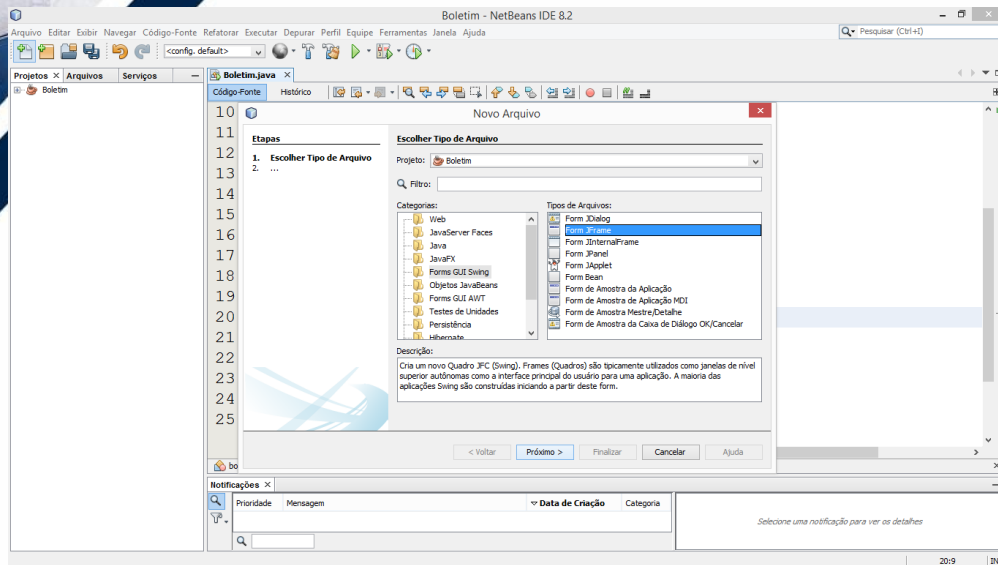 Boletim - NetBeans IDE 8.2
Arquivo Editar Exibir Navegar Código-Fonte Refatorar Executar Depurar Perfil Equipe Ferramentas Janela Ajuda
Pesquisar (Ctrl+I)
<config. default>
Projetos Arquivos Serviços
Boletim
Boletim.java
Código-Fonte Histórico
10
11
12
13
14
15
16
17
18
19
20
21
22
23
24
25
bo
Novo Arquivo
Etapas
1. Escolher Tipo de Arquivo
2. ...
Escolher Tipo de Arquivo
Projeto: Boletim
Filtro:
Categorias:
Web
JavaServer Faces
Java
JavaFX
Forms GUI Swing
Objetos JavaBeans
Forms GUI AWT
Testes de Unidades
Persistência
Hibernate
Tipos de Arquivos:
Form JDialog
Form JFrame
Form JInternalFrame
Form JPanel
Form JApplet
Form Bean
Form de Amostra da Aplicação
Form de Amostra de Aplicação MDI
Form de Amostra Mestre/Detalhe
Form de Amostra da Caixa de Diálogo OK/Cancelar
Descrição:
Cria um novo Quadro JFC (Swing). Frames (Quadros) são tipicamente utilizados como janelas de nível
superior autônomas como a interface principal do usuário para uma aplicação. A maioria das
aplicações Swing são construídas iniciando a partir deste form.
< Voltar Próximo > Finalizar Cancelar Ajuda
Notificações
Prioridade Mensagem Data de Criação Categoria
Selecione uma notificação para ver os detalhes
20:9 IN